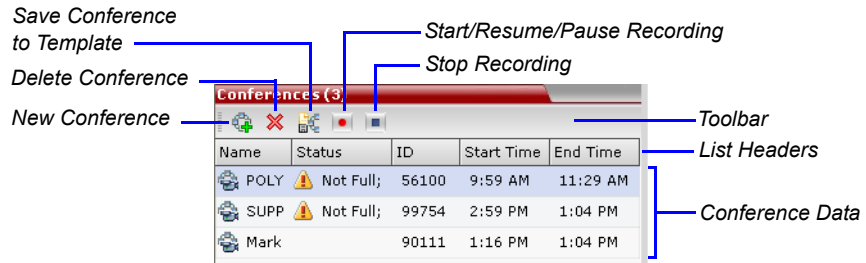 Save Conference
to Template
Start/Resume/Pause Recording
Stop Recording
Delete Conference
Conferences (3)
New Conference
Toolbar
Name Status ID Start Time End Time
List Headers
POLY Not Full; 56100 9:59 AM 11:29 AM
SUPP Not Full; 99754 2:59 PM 1:04 PM
Conference Data
Mark 90111 1:16 PM 1:04 PM